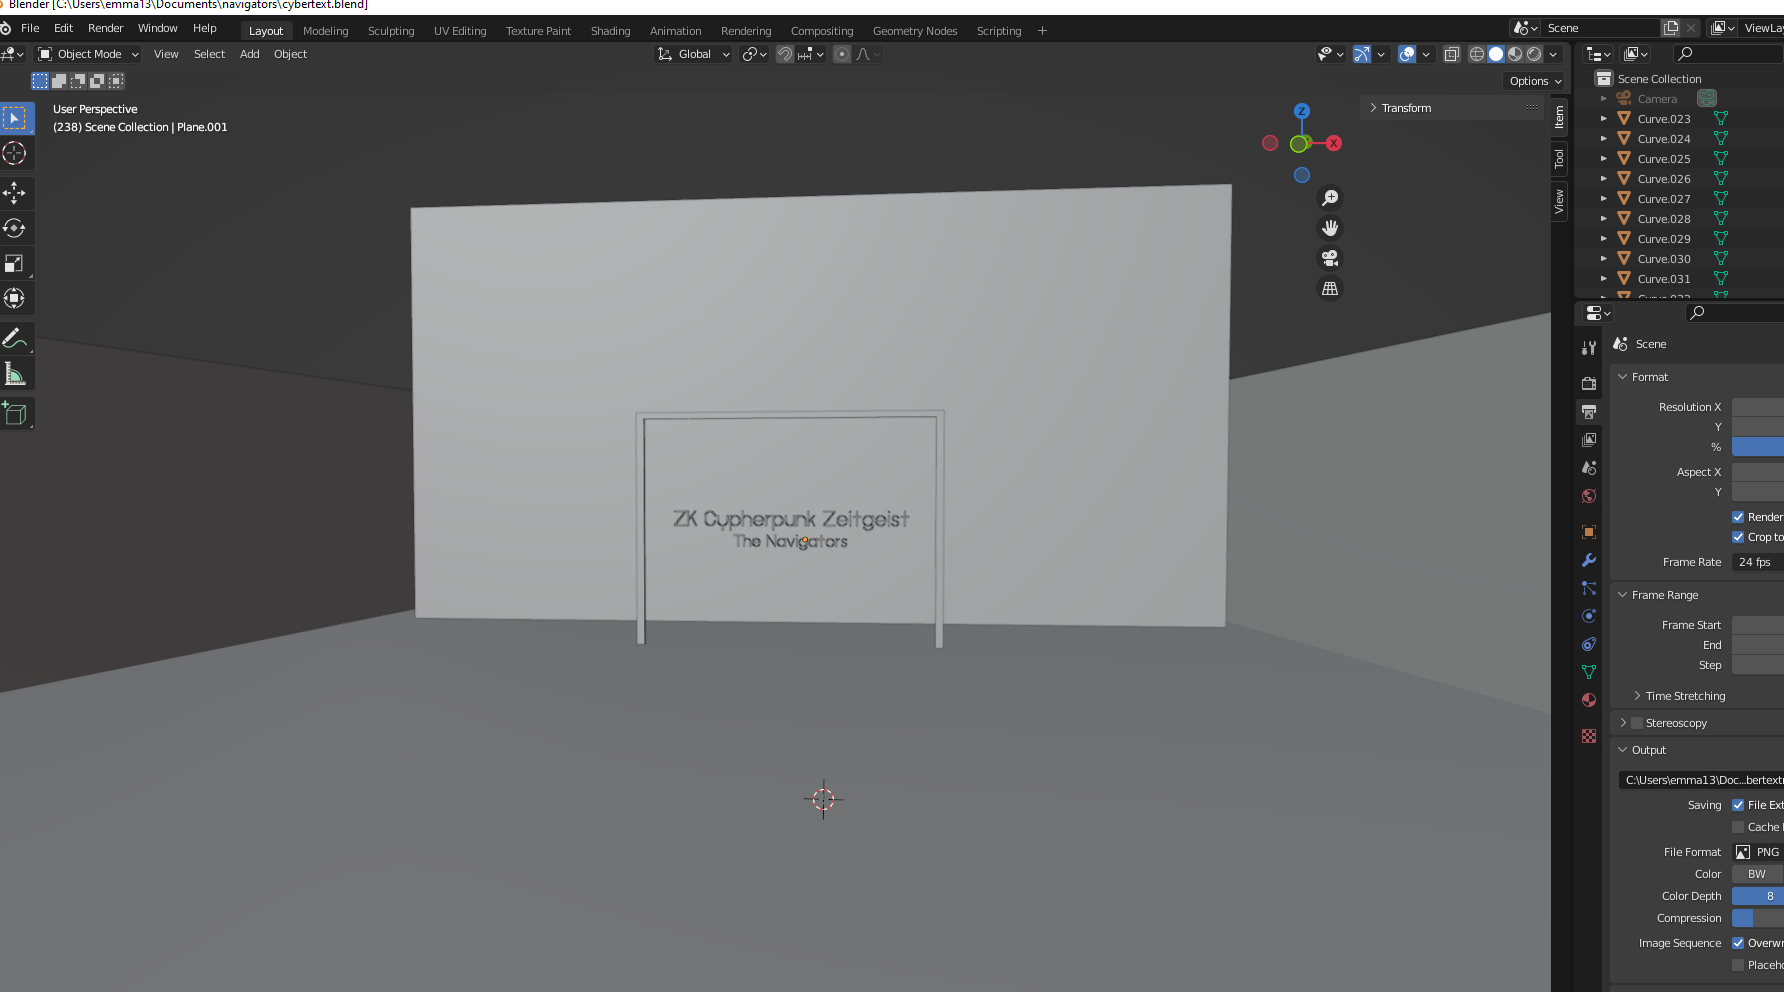 Blender [C:\Users\emma13\Documents\navigators\cybertext.blend]
File Edit Render Window Help Layout Modeling Sculpting UV Editing Texture Paint Shading Animation Rendering Compositing Geometry Nodes Scripting + Scene
Object Mode View Select Add Object Global
Options
User Perspective
(238) Scene Collection | Plane.001
Transform
Item
Tool
View
Z
X
ZK Cypherpunk Zeitgeist
The Navigators
Scene Collection
Camera
Curve.023
Curve.024
Curve.025
Curve.026
Curve.027
Curve.028
Curve.029
Curve.030
Curve.031
Scene
Format
Resolution X
Y
%
Aspect X
Y
Render
Crop to
Frame Rate 24 fps
Frame Range
Frame Start
End
Step
Time Stretching
Stereoscopy
Output
C:\Users\emma13\Doc...bertext
Saving File Ext
Cache
File Format PNG
Color BW
Color Depth 8
Compression
Image Sequence Overw
Placeho